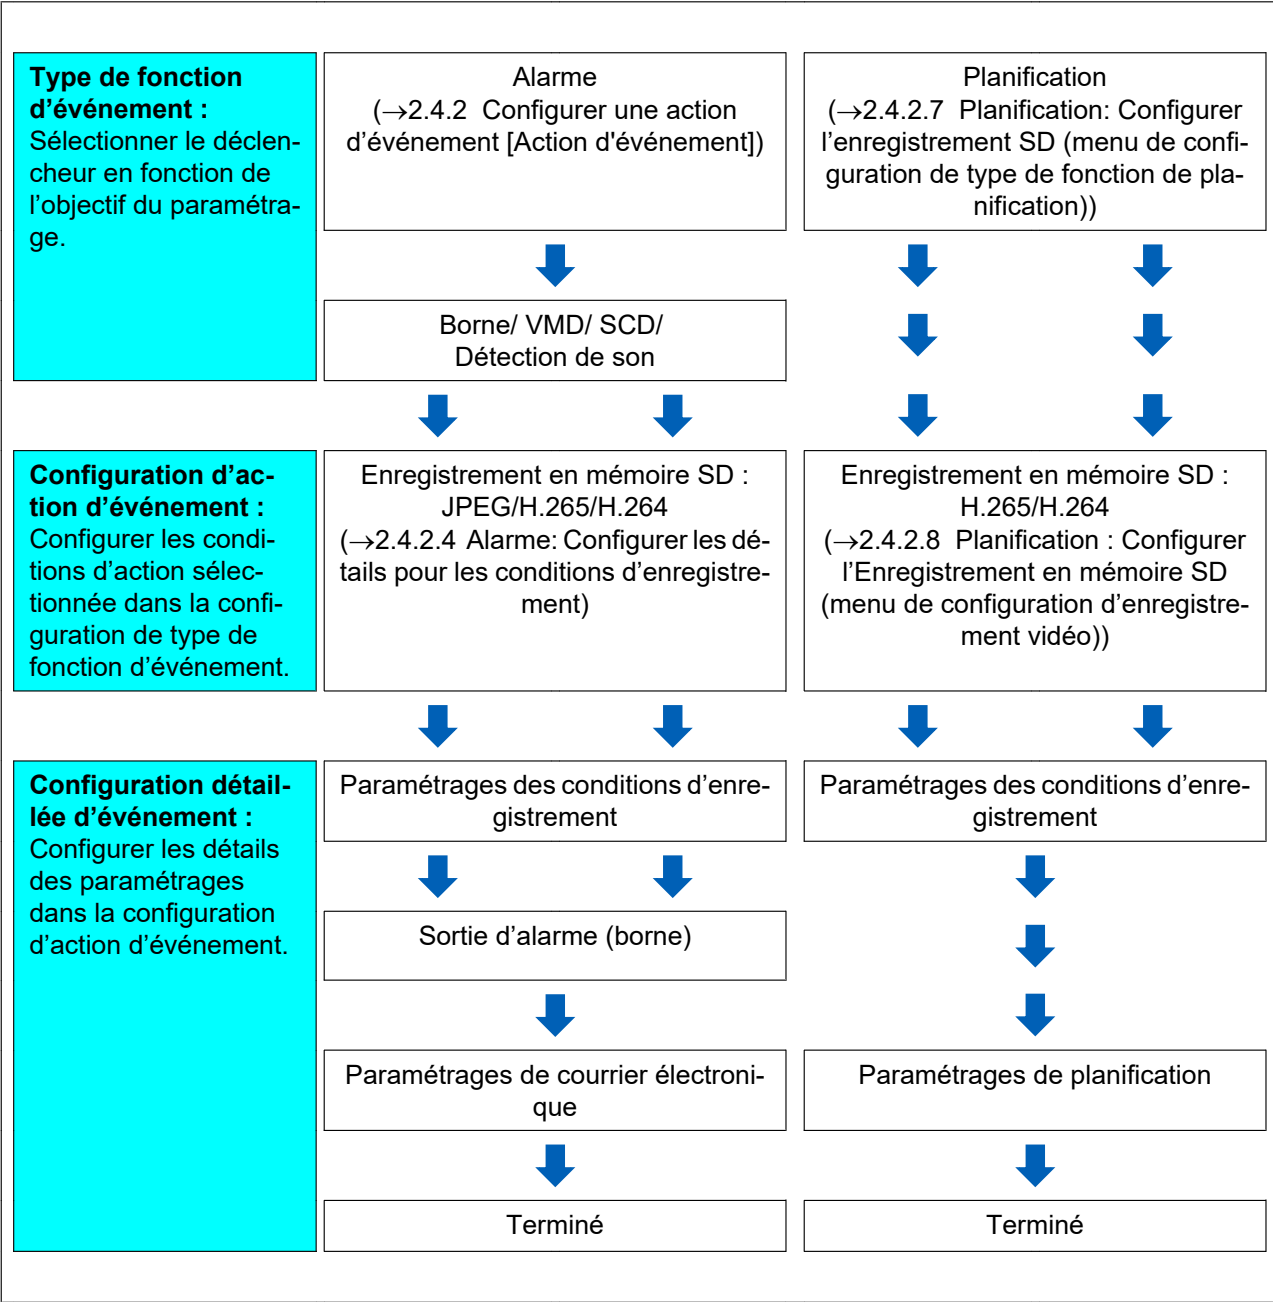 Type de fonction
d’événement :
Sélectionner le déclen-
cheur en fonction de
l’objectif du paramétra-
ge.
Alarme
(→2.4.2 Configurer une action
d’événement [Action d'événement])
Planification
(→2.4.2.7 Planification: Configurer
l’enregistrement SD (menu de confi-
guration de type de fonction de pla-
nification))
Borne/ VMD/ SCD/
Détection de son
Configuration d’ac-
tion d’événement :
Configurer les condi-
tions d’action sélec-
tionnée dans la confi-
guration de type de
fonction d’événement.
Enregistrement en mémoire SD :
JPEG/H.265/H.264
(→2.4.2.4 Alarme: Configurer les dé-
tails pour les conditions d’enregistre-
ment)
Enregistrement en mémoire SD :
H.265/H.264
(→2.4.2.8 Planification : Configurer
l’Enregistrement en mémoire SD
(menu de configuration d’enregistre-
ment vidéo))
Configuration détail-
lée d’événement :
Configurer les détails
des paramétrages
dans la configuration
d’action d’événement.
Paramétrages des conditions d’enre-
gistrement
Paramétrages des conditions d’enre-
gistrement
Sortie d’alarme (borne)
Paramétrages de courrier électroni-
que
Paramétrages de planification
Terminé
Terminé